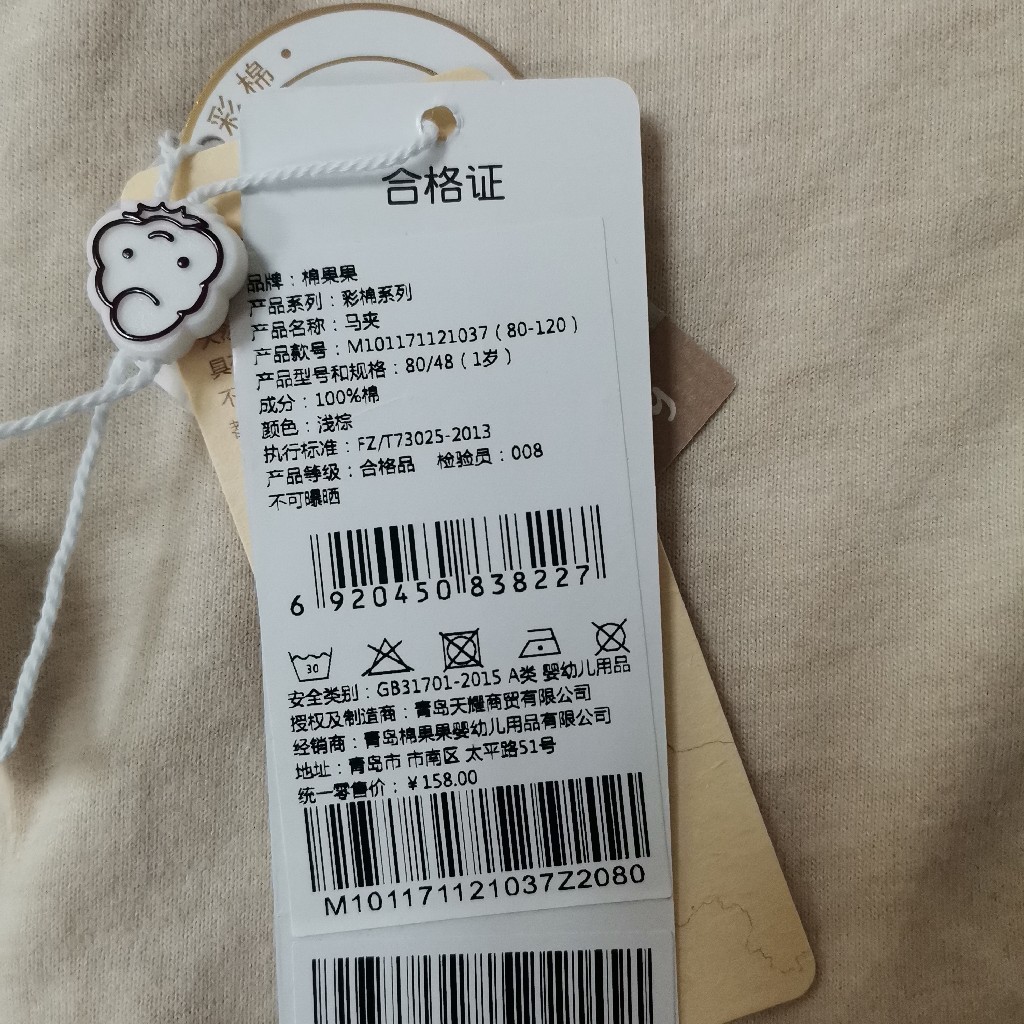 彩棉
合格证
品牌：棉果果
产品系列：彩棉系列
产品名称：马夹
产品款号：M101171121037（80-120）
产品型号和规格：80/48（1岁）
成分：100%棉
颜色：浅棕
执行标准：FZ/T73025-2013
产品等级：合格品 检验员：008
不可曝晒
6 920450 838227
30
安全类别：GB31701-2015 A类 婴幼儿用品
授权及制造商：青岛天耀商贸有限公司
经销商：青岛棉果果婴幼儿用品有限公司
地址：青岛市 市南区 太平路51号
统一零售价：￥158.00
M101171121037Z2080